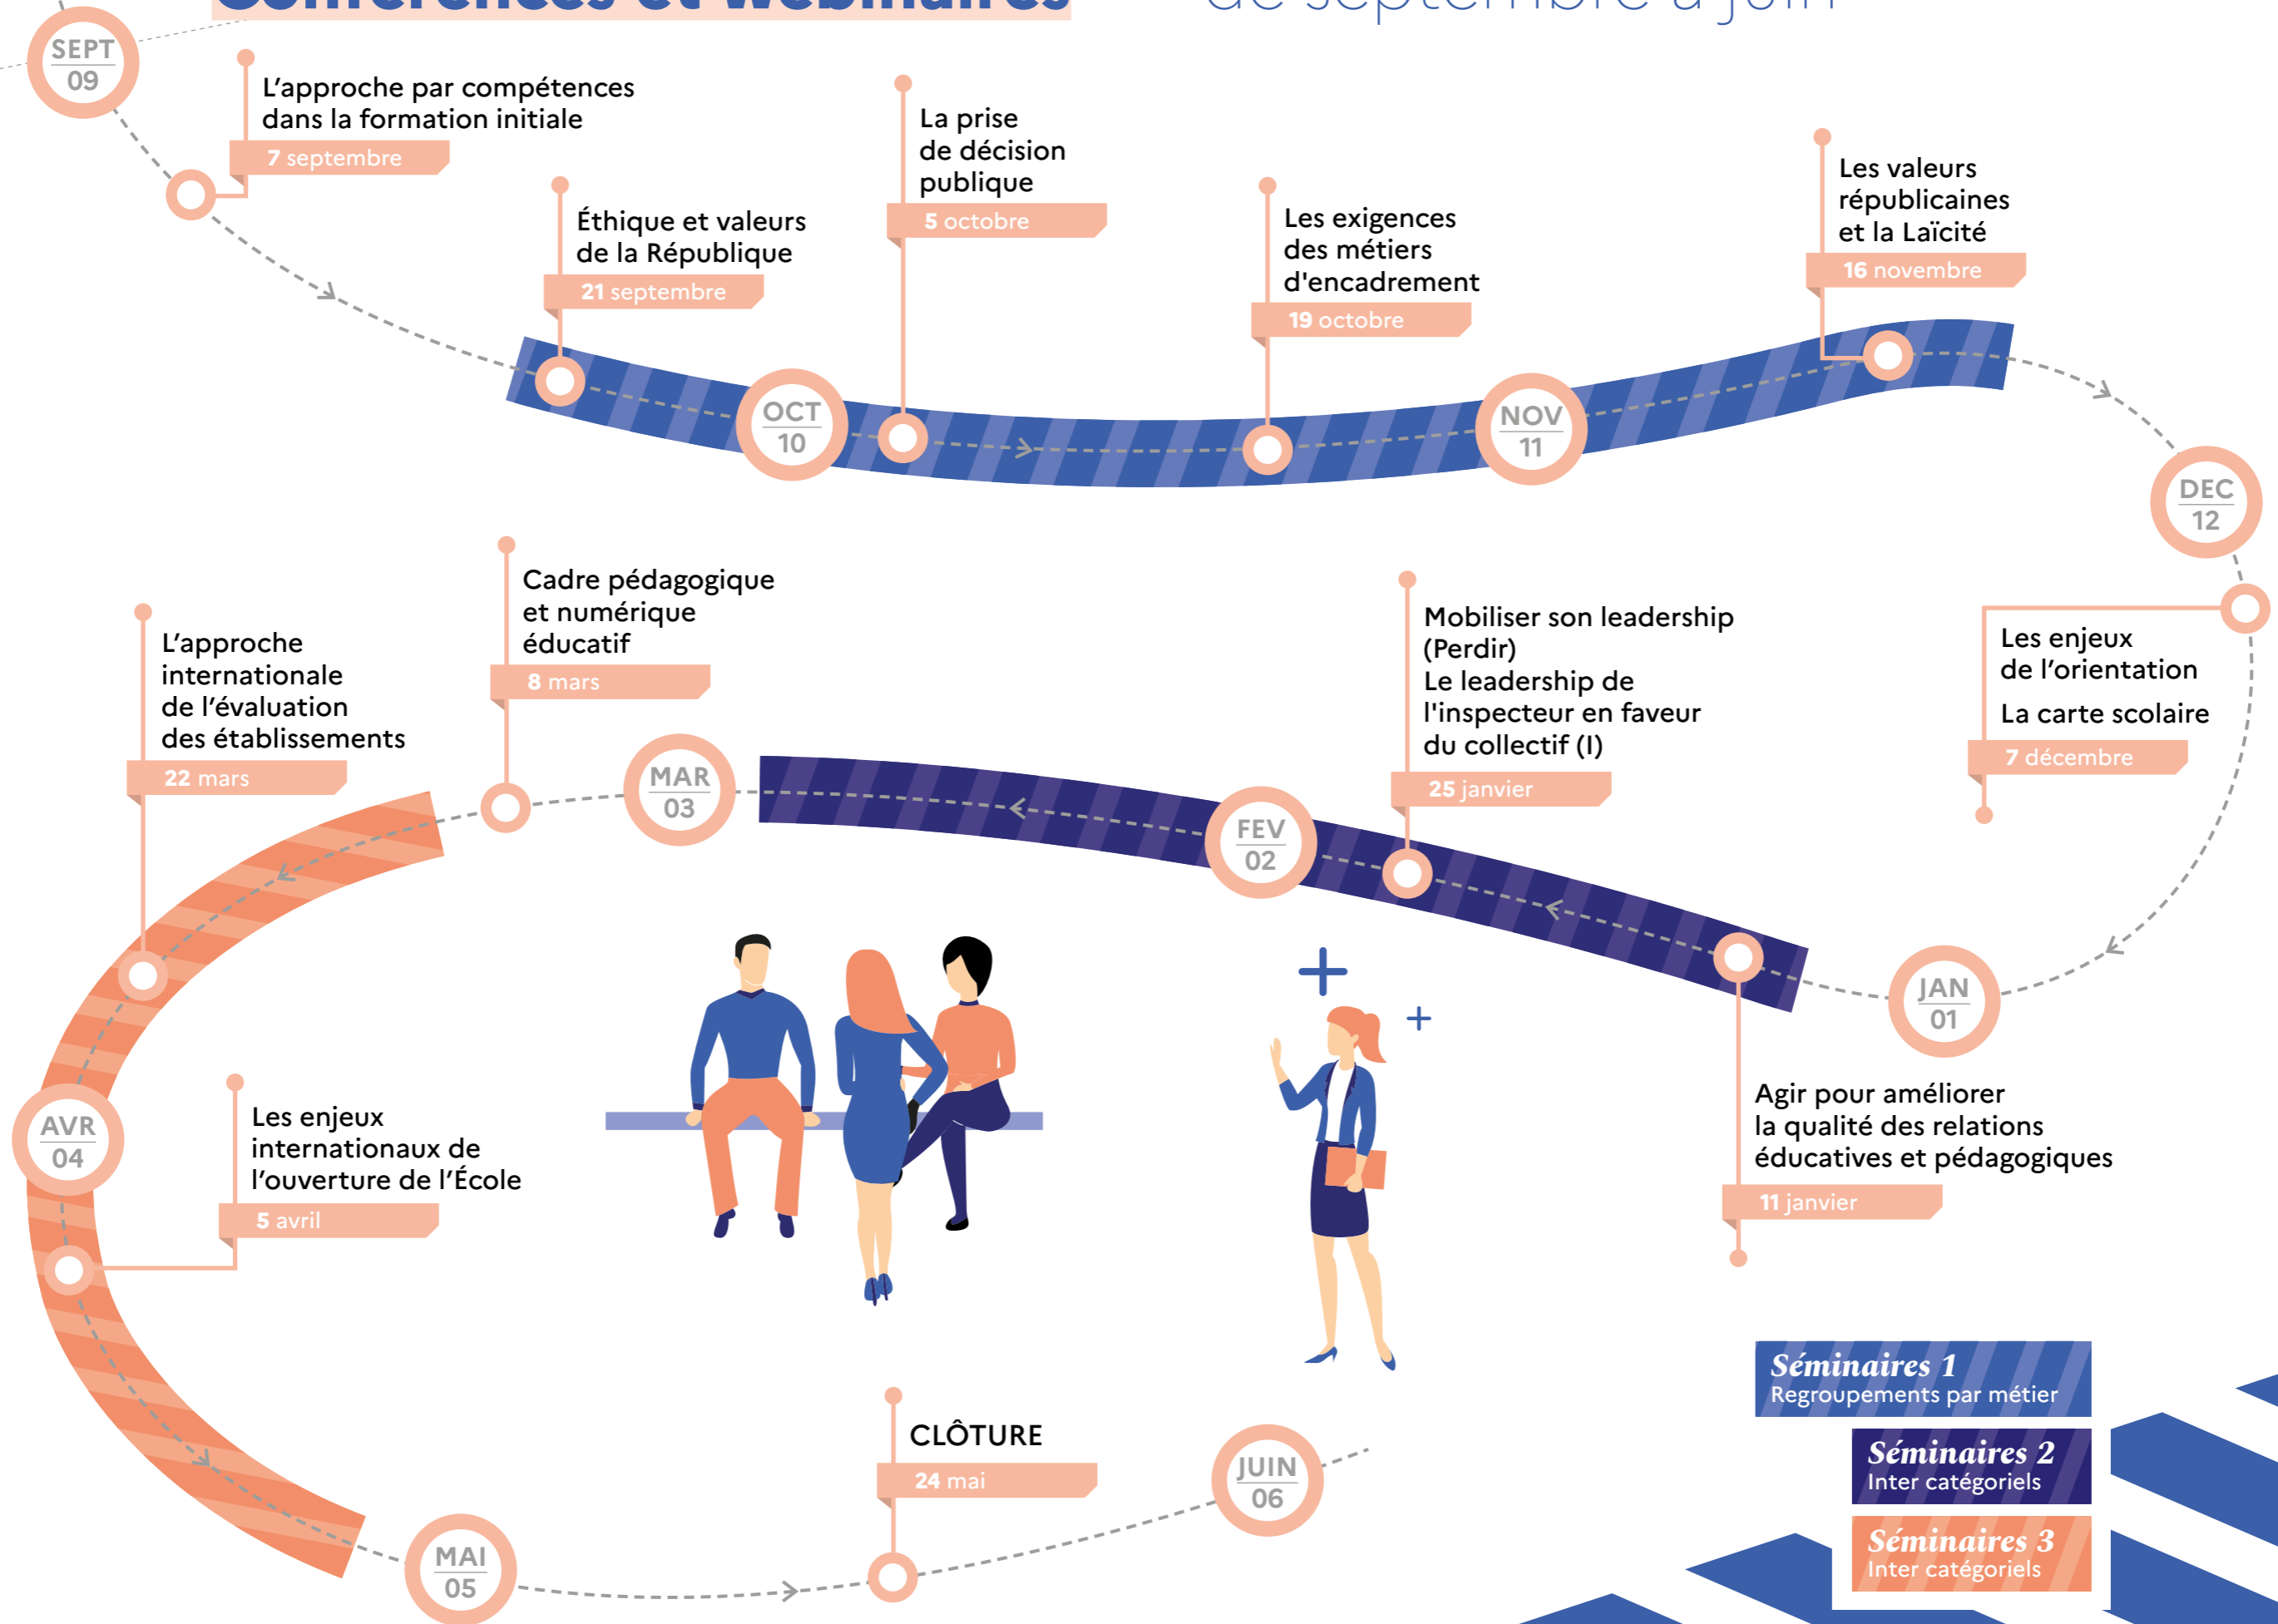 Conférences et webinaires
de septembre à juin
SEPT
09
L'approche par compétences
dans la formation initiale
7 septembre
Éthique et valeurs
de la République
21 septembre
OCT
10
La prise
de décision
publique
5 octobre
Les exigences
des métiers
d'encadrement
19 octobre
NOV
11
Les valeurs
républicaines
et la Laïcité
16 novembre
DEC
12
Les enjeux
de l'orientation
La carte scolaire
7 décembre
JAN
01
Agir pour améliorer
la qualité des relations
éducatives et pédagogiques
11 janvier
Mobiliser son leadership
(Perdir)
Le leadership de
l'inspecteur en faveur
du collectif (I)
25 janvier
FEV
02
MAR
03
Cadre pédagogique
et numérique
éducatif
8 mars
L'approche
internationale
de l'évaluation
des établissements
22 mars
AVR
04
Les enjeux
internationaux de
l'ouverture de l'École
5 avril
MAI
05
CLÔTURE
24 mai
JUIN
06
Séminaires 1
Regroupements par métier
Séminaires 2
Inter catégoriels
Séminaires 3
Inter catégoriels